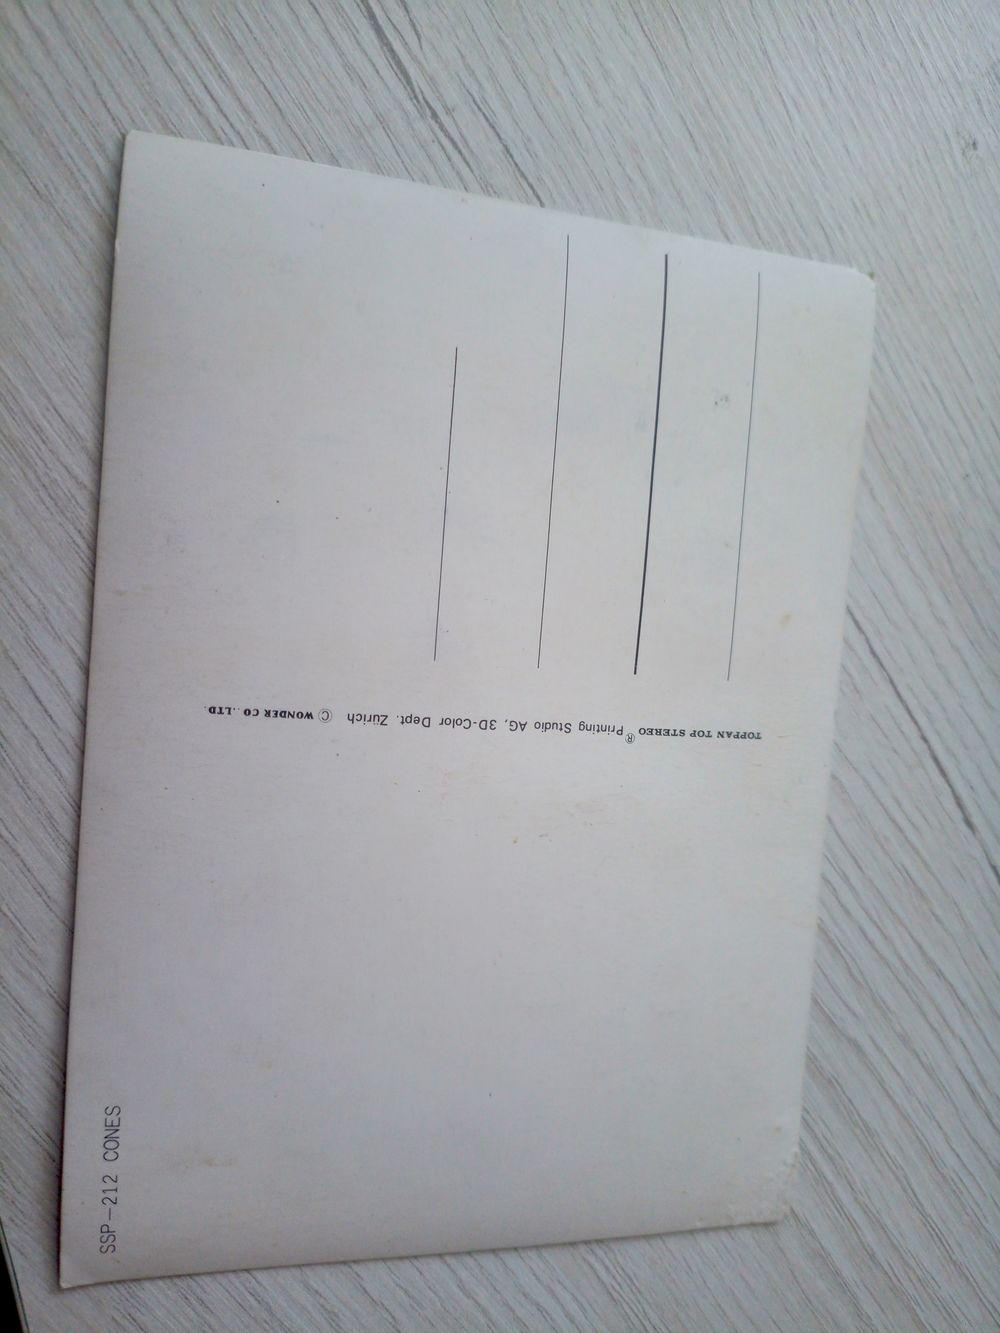 SSP-212 CONES
TOPPAN TOP STEREO® Printing Studio AG, 3D-Color Dept. Zürich © WONDER CO., LTD.